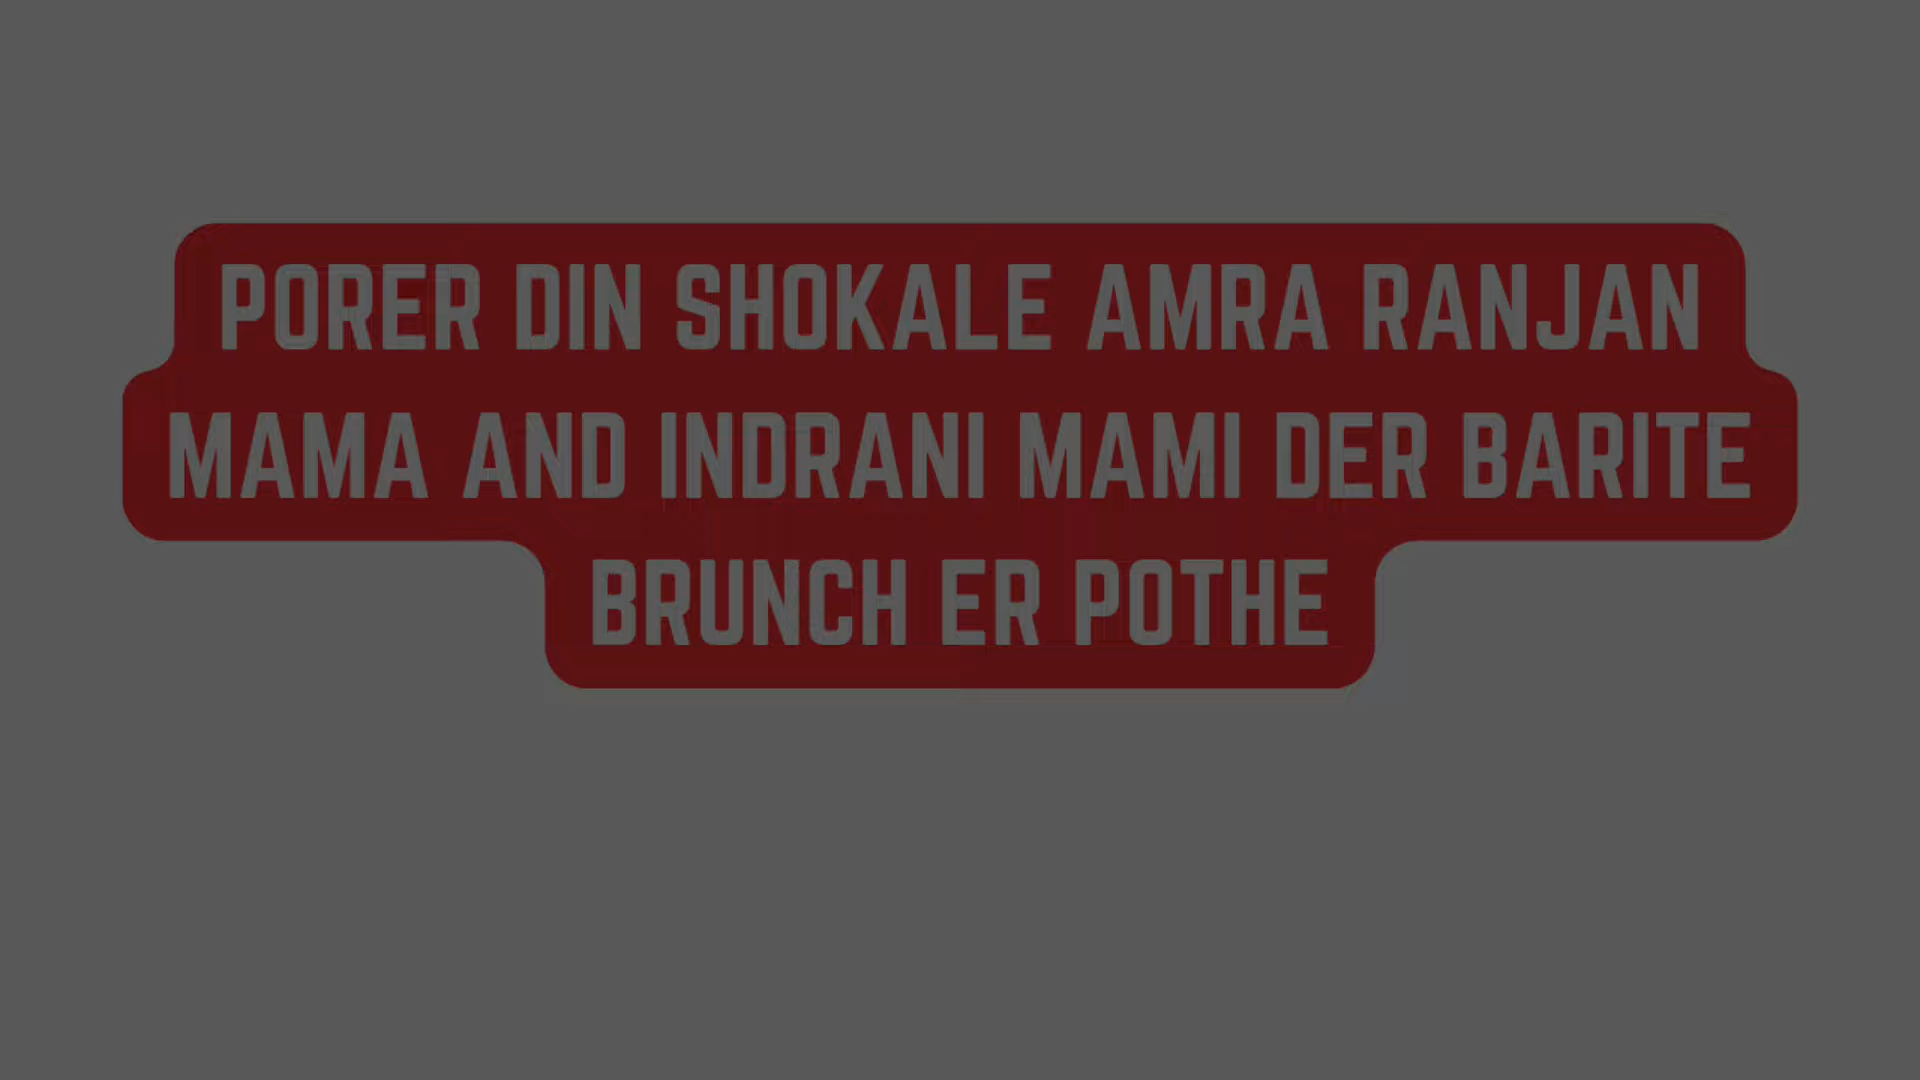 PORER DIN SHOKALE AMRA RANJAN
MAMA AND INDRANI MAMI DER BARITE
BRUNCH ER POTHE